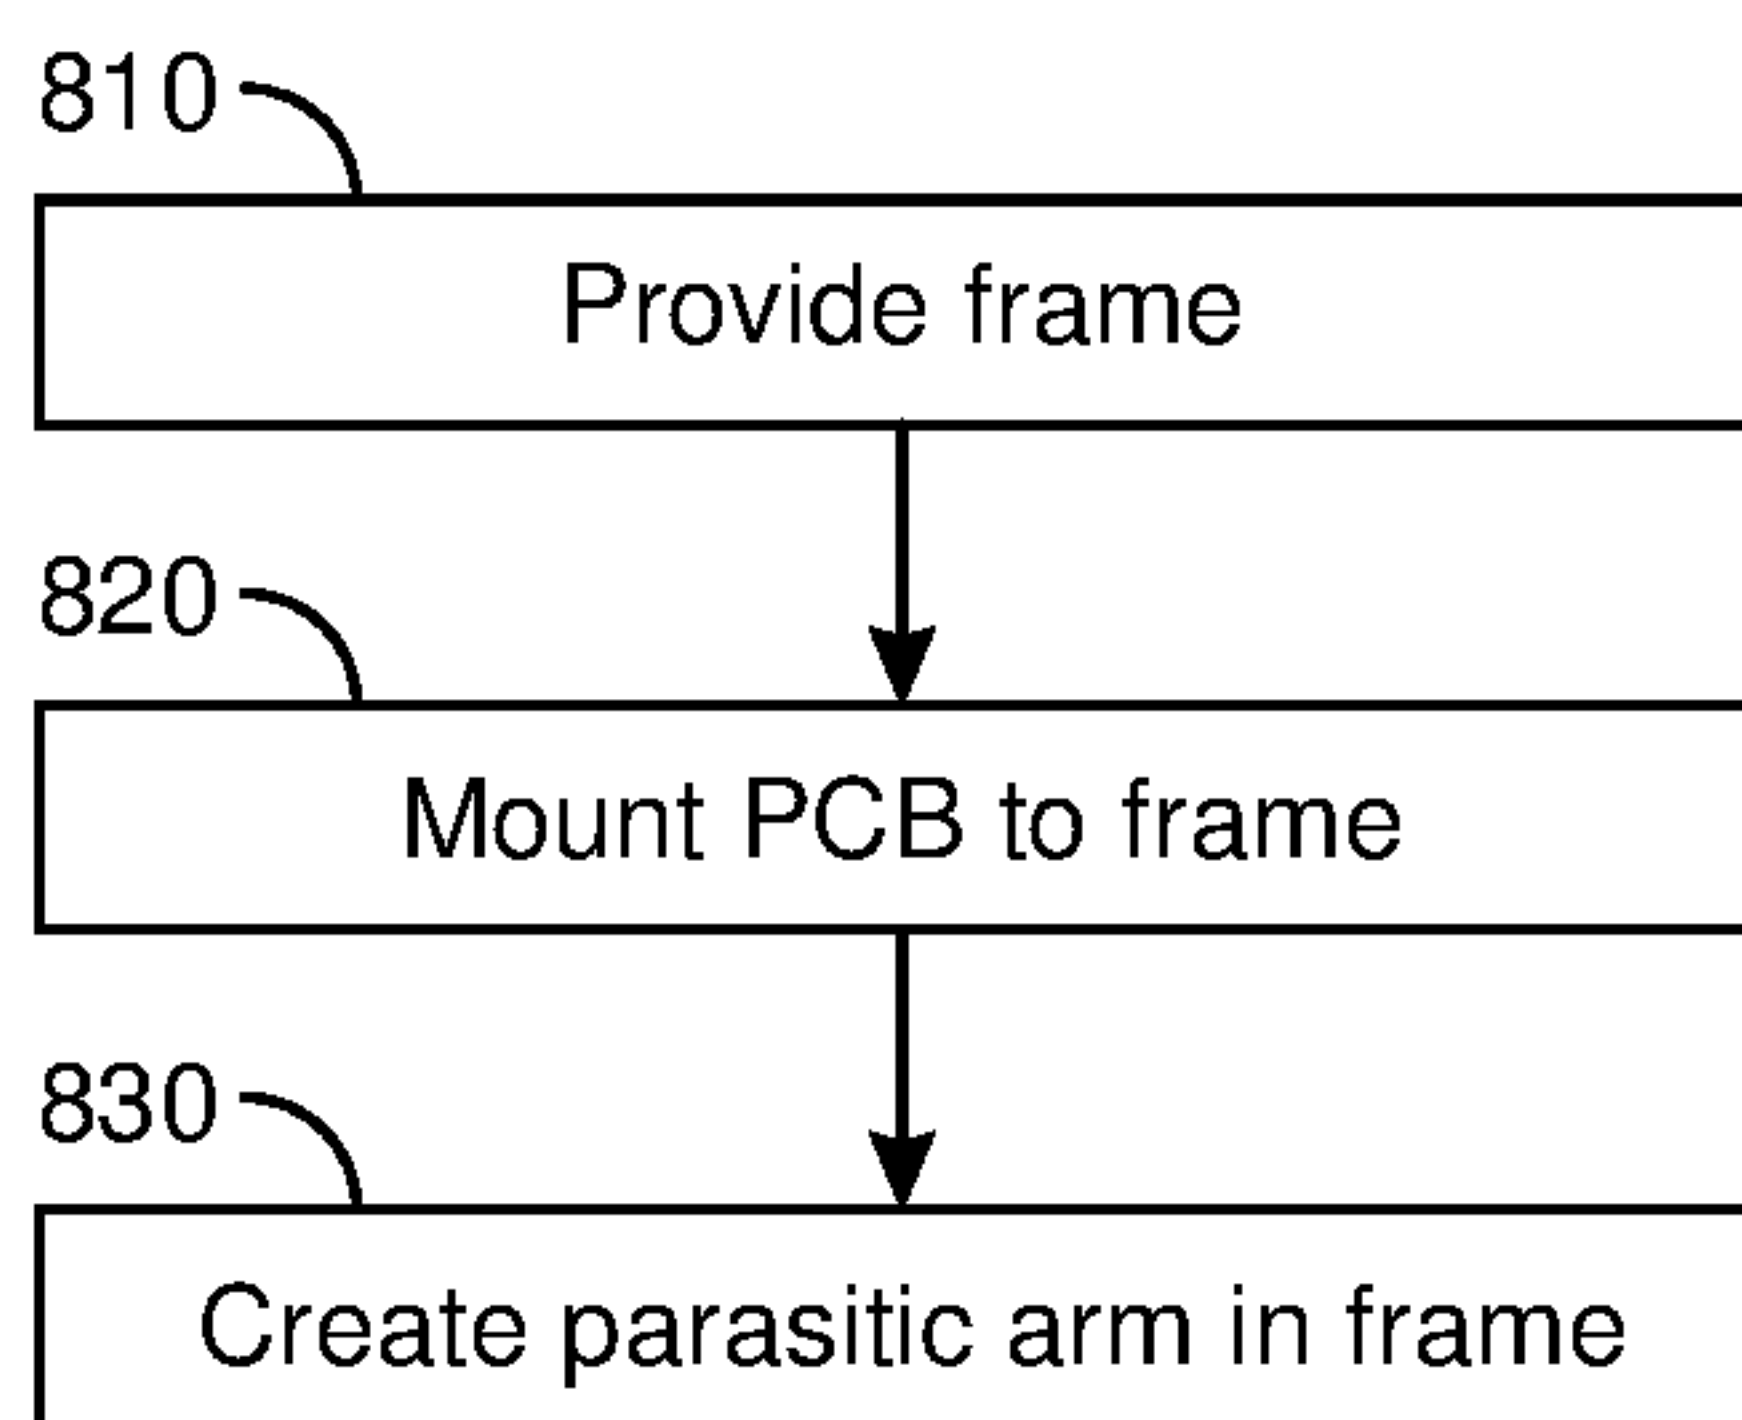 810
Provide frame
820
Mount PCB to frame
830
Create parasitic arm in frame